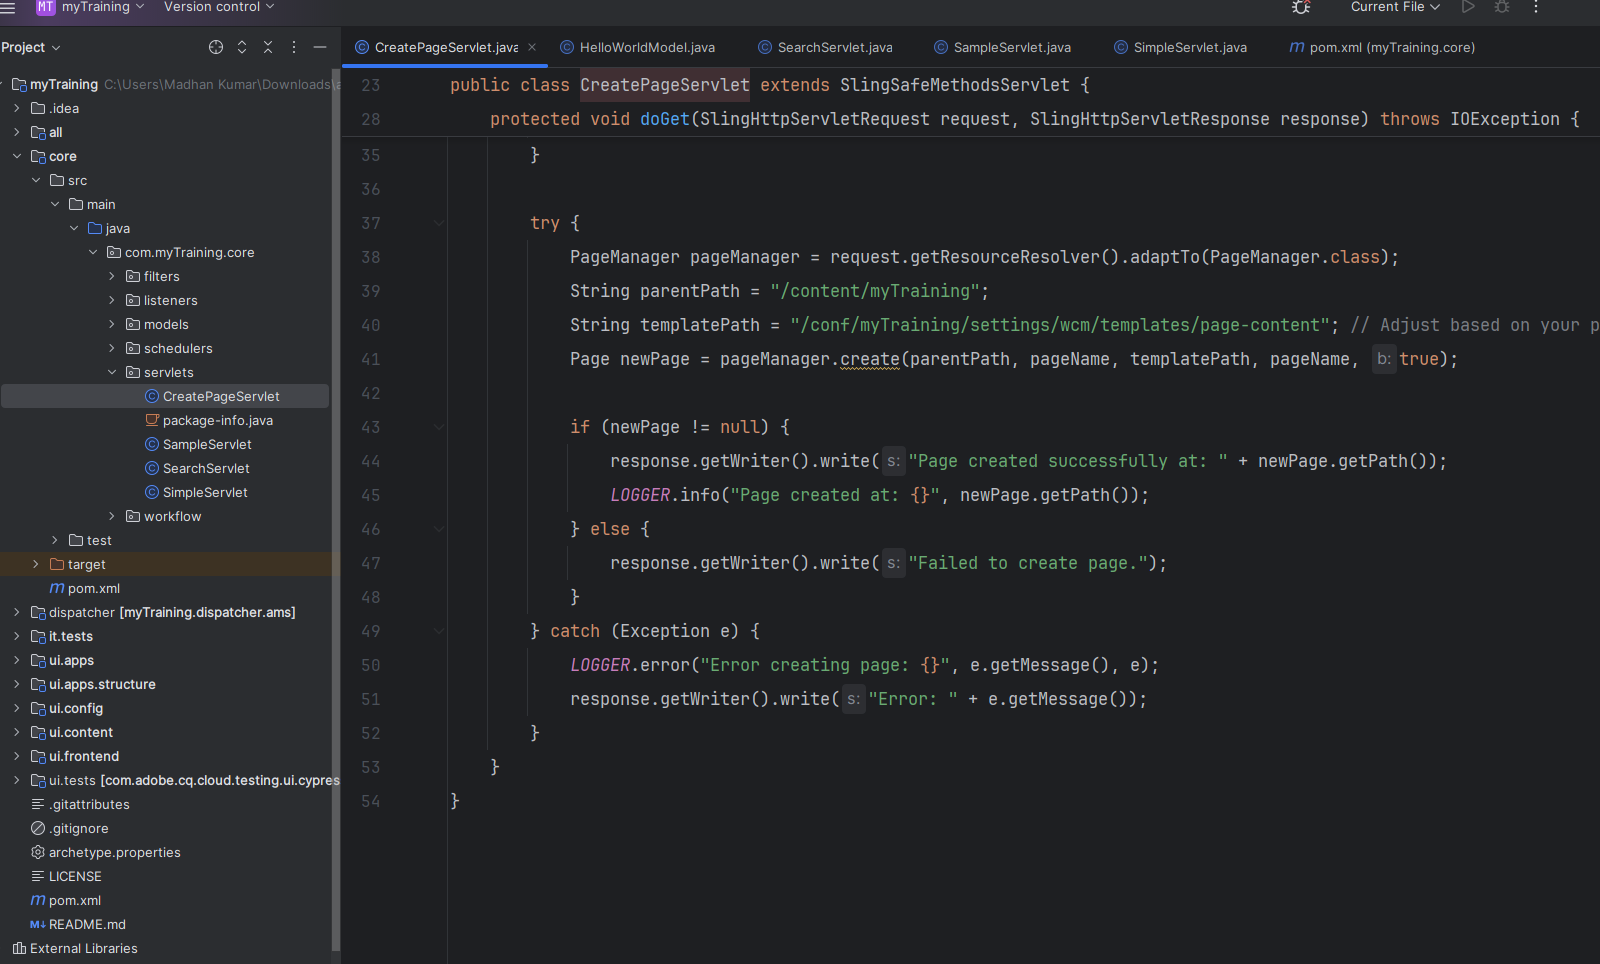 MT myTraining Version control Current File
Project
CreatePageServlet.java HelloWorldModel.java SearchServlet.java SampleServlet.java SimpleServlet.java pom.xml (myTraining.core)
myTraining C:\Users\Madhan Kumar\Downloads\
.idea
all
core
src
main
java
com.myTraining.core
filters
listeners
models
schedulers
servlets
CreatePageServlet
package-info.java
SampleServlet
SearchServlet
SimpleServlet
workflow
test
target
pom.xml
dispatcher [myTraining.dispatcher.ams]
it.tests
ui.apps
ui.apps.structure
ui.config
ui.content
ui.frontend
ui.tests [com.adobe.cq.cloud.testing.ui.cypres
.gitattributes
.gitignore
archetype.properties
LICENSE
pom.xml
README.md
External Libraries
23 public class CreatePageServlet extends SlingSafeMethodsServlet {
28 protected void doGet(SlingHttpServletRequest request, SlingHttpServletResponse response) throws IOException {
35 }
36
37 try {
38 PageManager pageManager = request.getResourceResolver().adaptTo(PageManager.class);
39 String parentPath = "/content/myTraining";
40 String templatePath = "/conf/myTraining/settings/wcm/templates/page-content"; // Adjust based on your p
41 Page newPage = pageManager.create(parentPath, pageName, templatePath, pageName, b: true);
42
43 if (newPage != null) {
44 response.getWriter().write( s: "Page created successfully at: " + newPage.getPath());
45 LOGGER.info("Page created at: {}", newPage.getPath());
46 } else {
47 response.getWriter().write( s: "Failed to create page.");
48 }
49 } catch (Exception e) {
50 LOGGER.error("Error creating page: {}", e.getMessage(), e);
51 response.getWriter().write( s: "Error: " + e.getMessage());
52 }
53 }
54 }